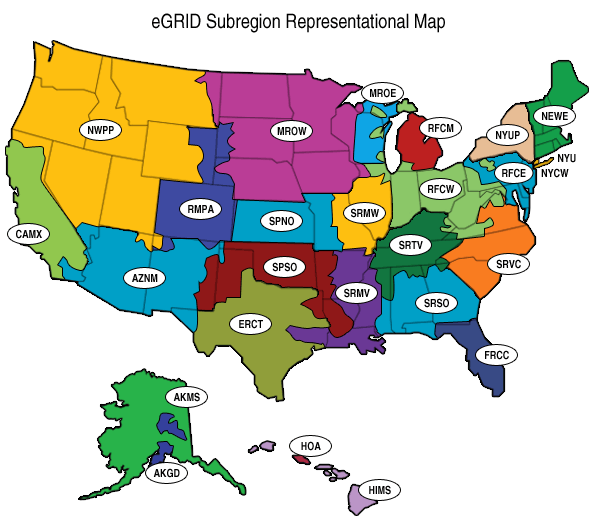 eGRID Subregion Representational Map
MROE
NWPP
MROW
RFCM
NYUP
NEWE
NYU
NYCW
RFCE
RFCW
RMPA
SRMW
SPNO
CAMX
SRTV
AZNM
SPSO
SRVC
SRMV
SRSO
ERCT
FRCC
AKMS
HOA
AKGD
HIMS